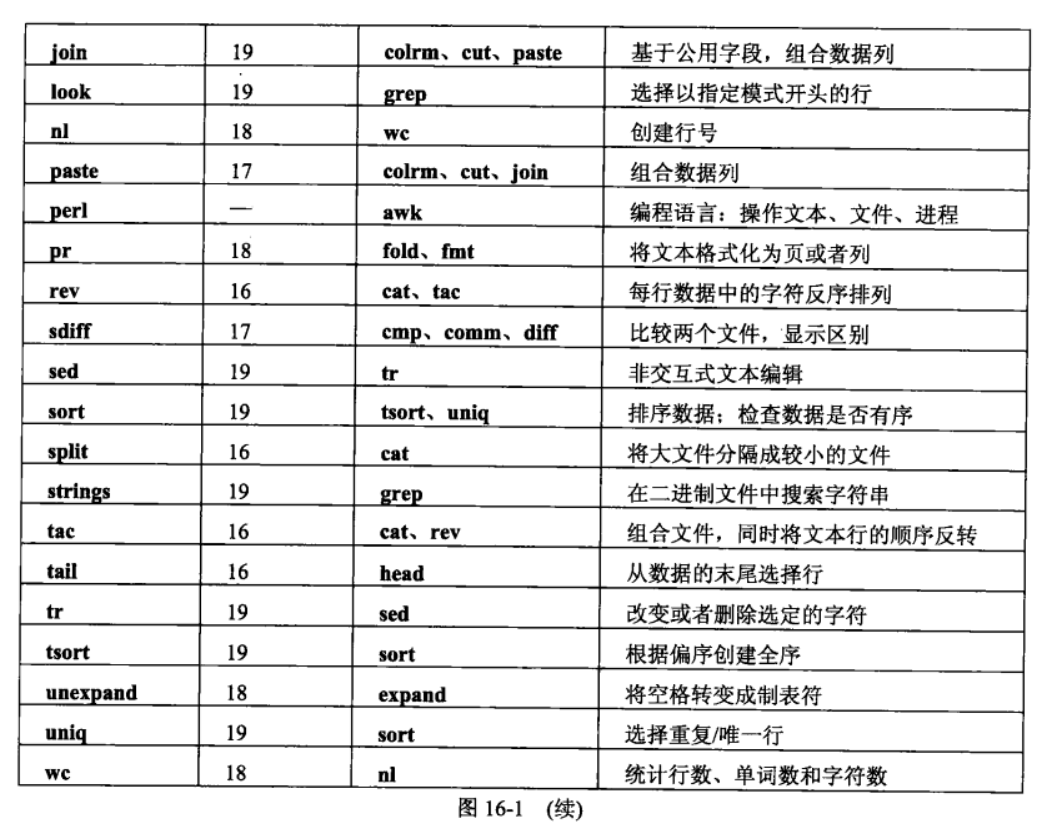 join 19 colrm、cut、paste 基于公用字段，组合数据列
look 19 grep 选择以指定模式开头的行
nl 18 wc 创建行号
paste 17 colrm、cut、join 组合数据列
perl — awk 编程语言：操作文本、文件、进程
pr 18 fold、fmt 将文本格式化为页或者列
rev 16 cat、tac 每行数据中的字符反序排列
sdiff 17 cmp、comm、diff 比较两个文件，显示区别
sed 19 tr 非交互式文本编辑
sort 19 tsort、uniq 排序数据；检查数据是否有序
split 16 cat 将大文件分隔成较小的文件
strings 19 grep 在二进制文件中搜索字符串
tac 16 cat、rev 组合文件，同时将文本行的顺序反转
tail 16 head 从数据的末尾选择行
tr 19 sed 改变或者删除选定的字符
tsort 19 sort 根据偏序创建全序
unexpand 18 expand 将空格转变成制表符
uniq 19 sort 选择重复/唯一行
wc 18 nl 统计行数、单词数和字符数
图 16-1 (续)